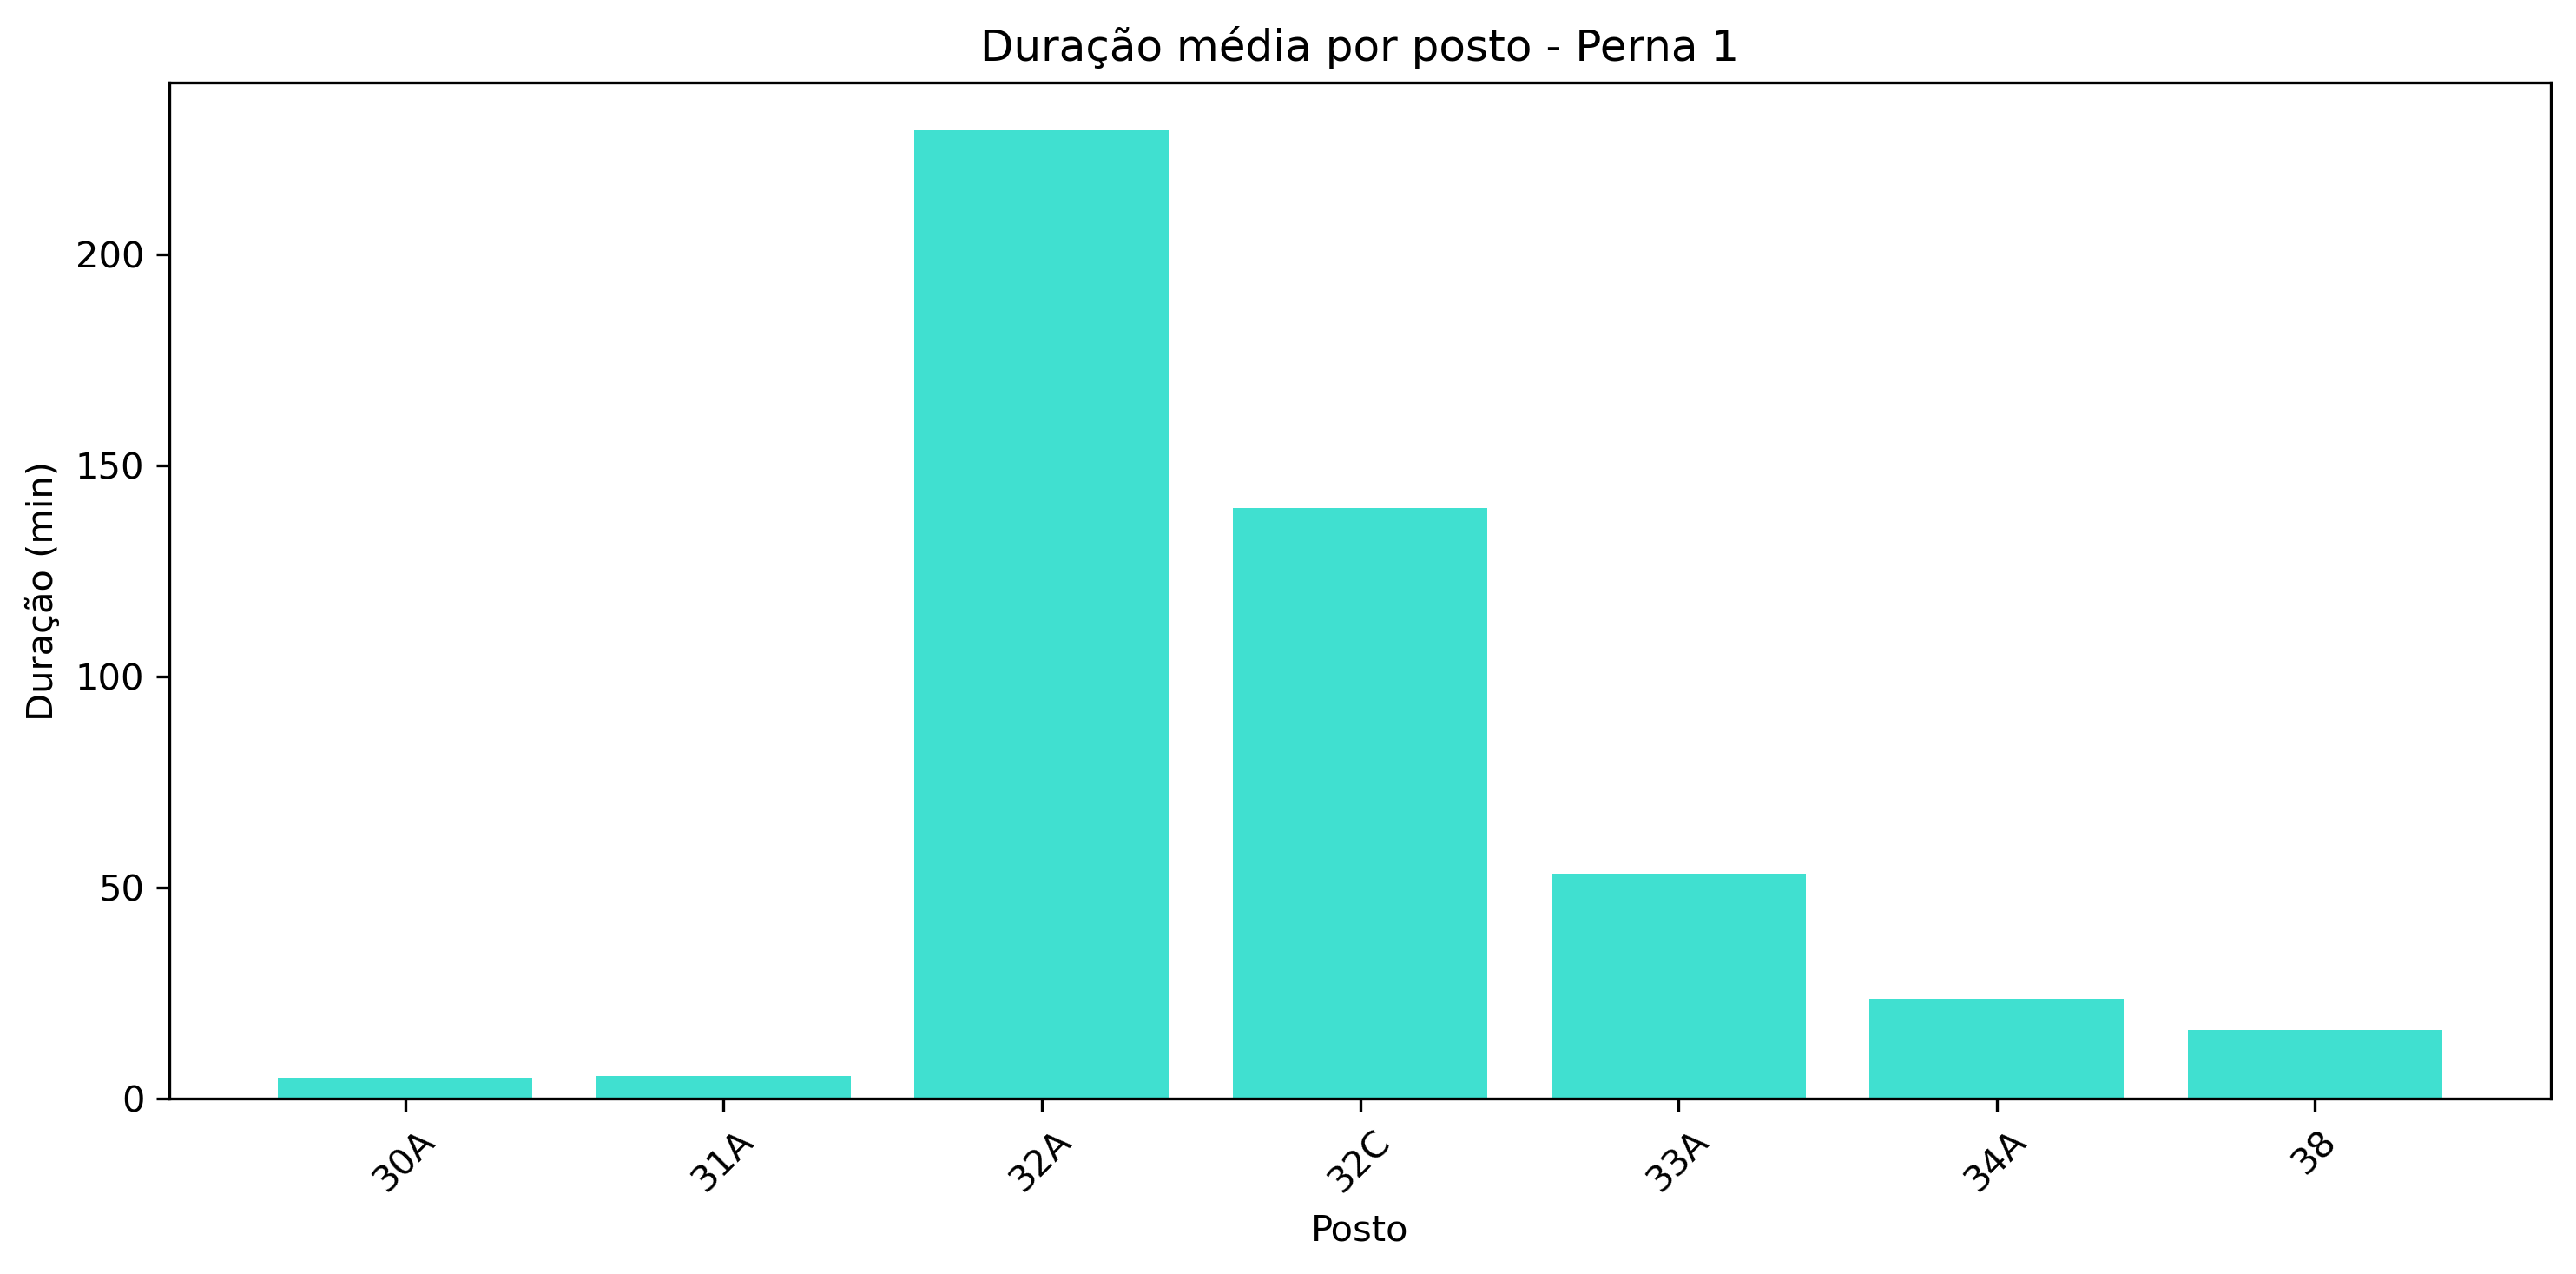 Duração média por posto - Perna 1
Duração (min)
200
150
100
50
0
30A
31A
32A
32C
33A
34A
38
Posto